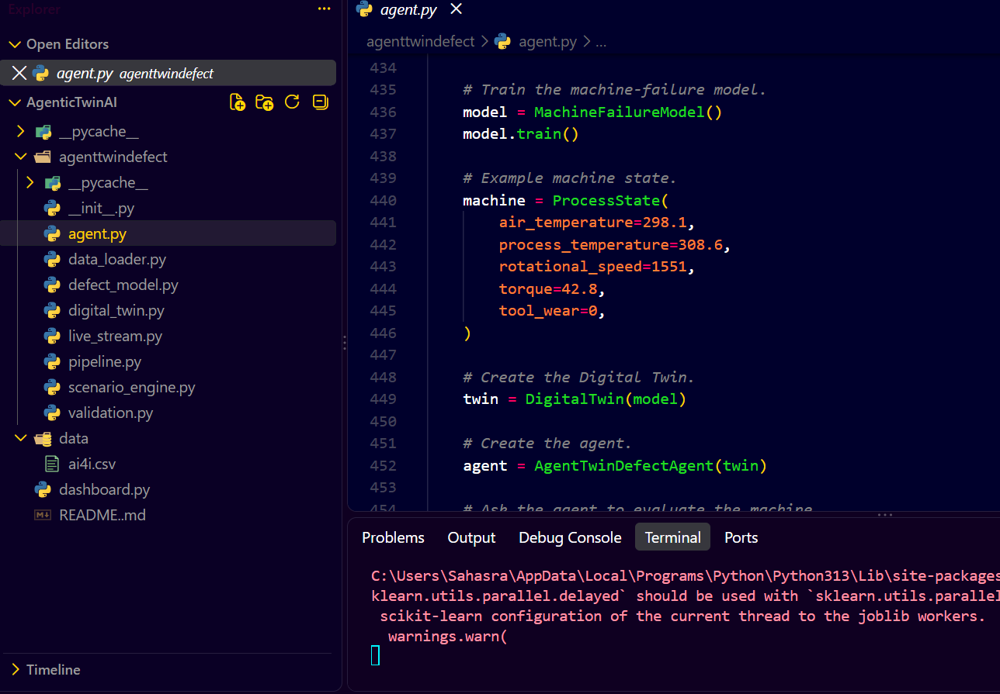 Explorer
Open Editors
agent.py agenttwindefect
AgenticTwinAI
__pycache__
agenttwindefect
__pycache__
__init__.py
agent.py
data_loader.py
defect_model.py
digital_twin.py
live_stream.py
pipeline.py
scenario_engine.py
validation.py
data
ai4i.csv
dashboard.py
README..md
Timeline
agent.py
agenttwindefect > agent.py > ...
434
435 # Train the machine-failure model.
436 model = MachineFailureModel()
437 model.train()
438
439 # Example machine state.
440 machine = ProcessState(
441 air_temperature=298.1,
442 process_temperature=308.6,
443 rotational_speed=1551,
444 torque=42.8,
445 tool_wear=0,
446 )
447
448 # Create the Digital Twin.
449 twin = DigitalTwin(model)
450
451 # Create the agent.
452 agent = AgentTwinDefectAgent(twin)
453
454 # Ask the agent to evaluate the machine
Problems Output Debug Console Terminal Ports
C:\Users\Sahasra\AppData\Local\Programs\Python\Python313\Lib\site-packages
klearn.utils.parallel.delayed` should be used with `sklearn.utils.parallel
scikit-learn configuration of the current thread to the joblib workers.
warnings.warn(